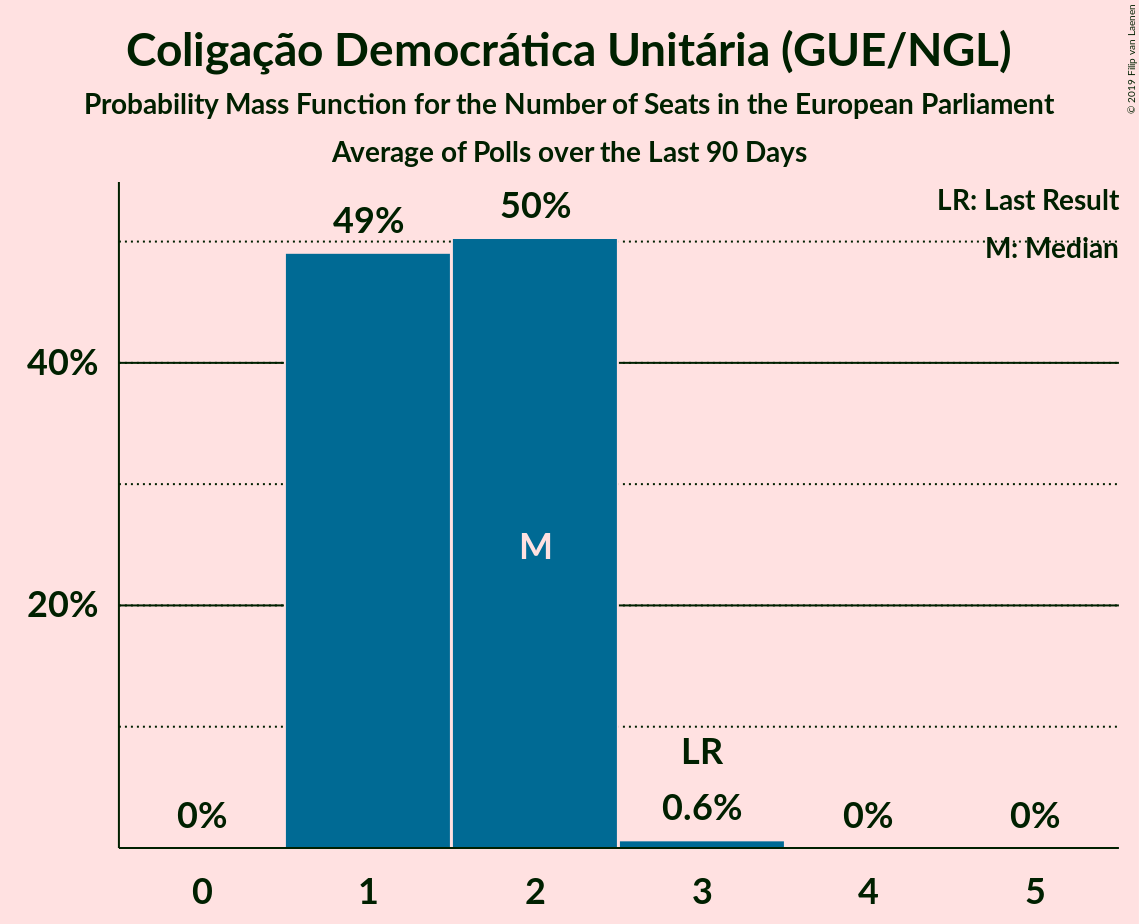 Coligação Democrática Unitária (GUE/NGL)
Probability Mass Function for the Number of Seats in the European Parliament
Average of Polls over the Last 90 Days
© 2019 Filip van Laenen
LR: Last Result
M: Median
49%
50%
40%
20%
M
LR
0%
0.6%
0%
0%
0 1 2 3 4 5